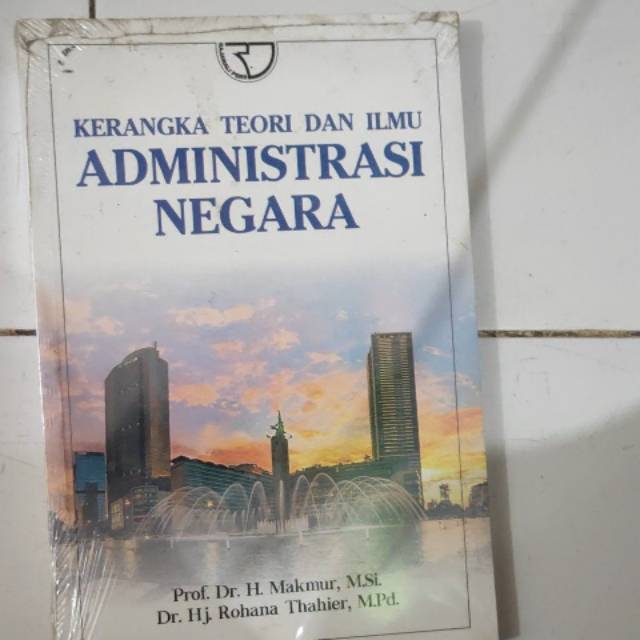 KERANGKA TEORI DAN ILMU
ADMINISTRASI
NEGARA
Prof. Dr. H. Makmur, M.Si.
Dr. Hj. Rohana Thahier, M.Pd.